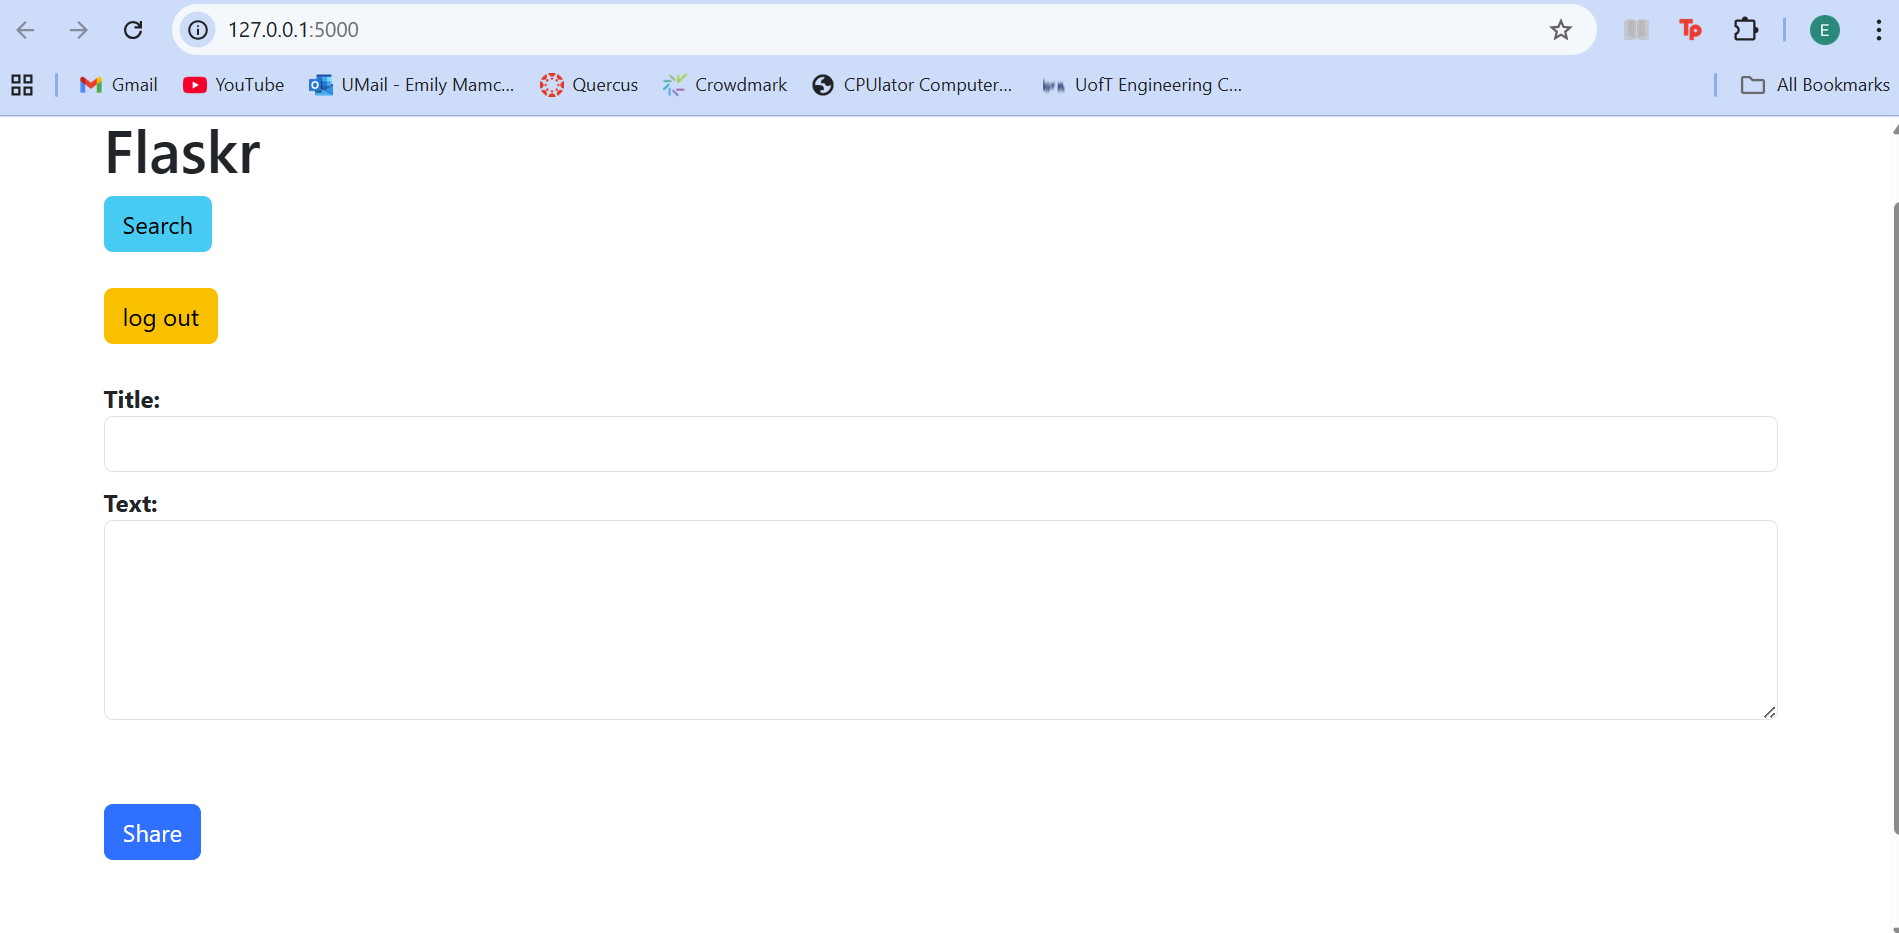 127.0.0.1:5000
Tp
E
Gmail
YouTube
UMail - Emily Mamc...
Quercus
Crowdmark
CPUlator Computer...
UofT Engineering C...
All Bookmarks
Flaskr
Search
log out
Title:
Text:
Share